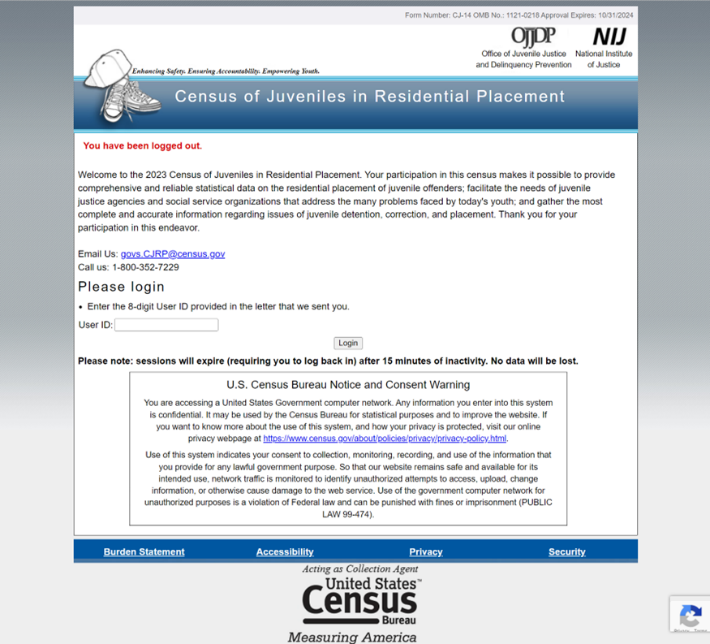 Form Number: CJ-14 OMB No.: 1121-0218 Approval Expires: 10/31/2024
OJJDP
Office of Juvenile Justice
and Delinquency Prevention
NIJ
National Institute
of Justice
Enhancing Safety. Ensuring Accountability. Empowering Youth.
Census of Juveniles in Residential Placement
You have been logged out.
Welcome to the 2023 Census of Juveniles in Residential Placement. Your participation in this census makes it possible to provide
comprehensive and reliable statistical data on the residential placement of juvenile offenders; facilitate the needs of juvenile
justice agencies and social service organizations that address the many problems faced by today's youth; and gather the most
complete and accurate information regarding issues of juvenile detention, correction, and placement. Thank you for your
participation in this endeavor.
Email Us: govs.CJRP@census.gov
Call us: 1-800-352-7229
Please login
• Enter the 8-digit User ID provided in the letter that we sent you.
User ID:
Login
Please note: sessions will expire (requiring you to log back in) after 15 minutes of inactivity. No data will be lost.
U.S. Census Bureau Notice and Consent Warning
You are accessing a United States Government computer network. Any information you enter into this system
is confidential. It may be used by the Census Bureau for statistical purposes and to improve the website. If
you want to know more about the use of this system, and how your privacy is protected, visit our online
privacy webpage at https://www.census.gov/about/policies/privacy/privacy-policy.html.
Use of this system indicates your consent to collection, monitoring, recording, and use of the information that
you provide for any lawful government purpose. So that our website remains safe and available for its
intended use, network traffic is monitored to identify unauthorized attempts to access, upload, change
information, or otherwise cause damage to the web service. Use of the government computer network for
unauthorized purposes is a violation of Federal law and can be punished with fines or imprisonment (PUBLIC
LAW 99-474).
Burden Statement
Accessibility
Privacy
Security
Acting as Collection Agent
United States™
Census
Bureau
Measuring America